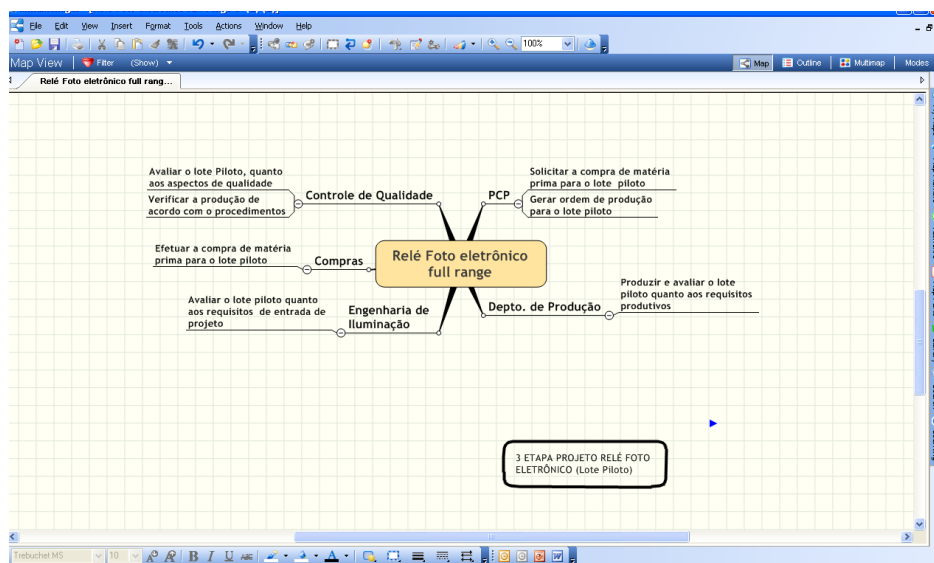 File Edit View Insert Format Tools Actions Window Help
100%
Map View Filter (Show) Map Outline Multimap Modes
Relé Foto eletrônico full rang...
Avaliar o lote Piloto, quanto
aos aspectos de qualidade
Verificar a produção de
acordo com o procedimentos
Controle de Qualidade
Efetuar a compra de matéria
prima para o lote piloto
Compras
Avaliar o lote piloto quanto
aos requisitos de entrada de
projeto
Engenharia de
Iluminação
Relé Foto eletrônico
full range
PCP
Solicitar a compra de matéria
prima para o lote piloto
Gerar ordem de produção
para o lote piloto
Depto. de Produção
Produzir e avaliar o lote
piloto quanto aos requisitos
produtivos
3 ETAPA PROJETO RELÉ FOTO
ELETRÔNICO (Lote Piloto)
Trebuchet MS 10 B I U ABC A